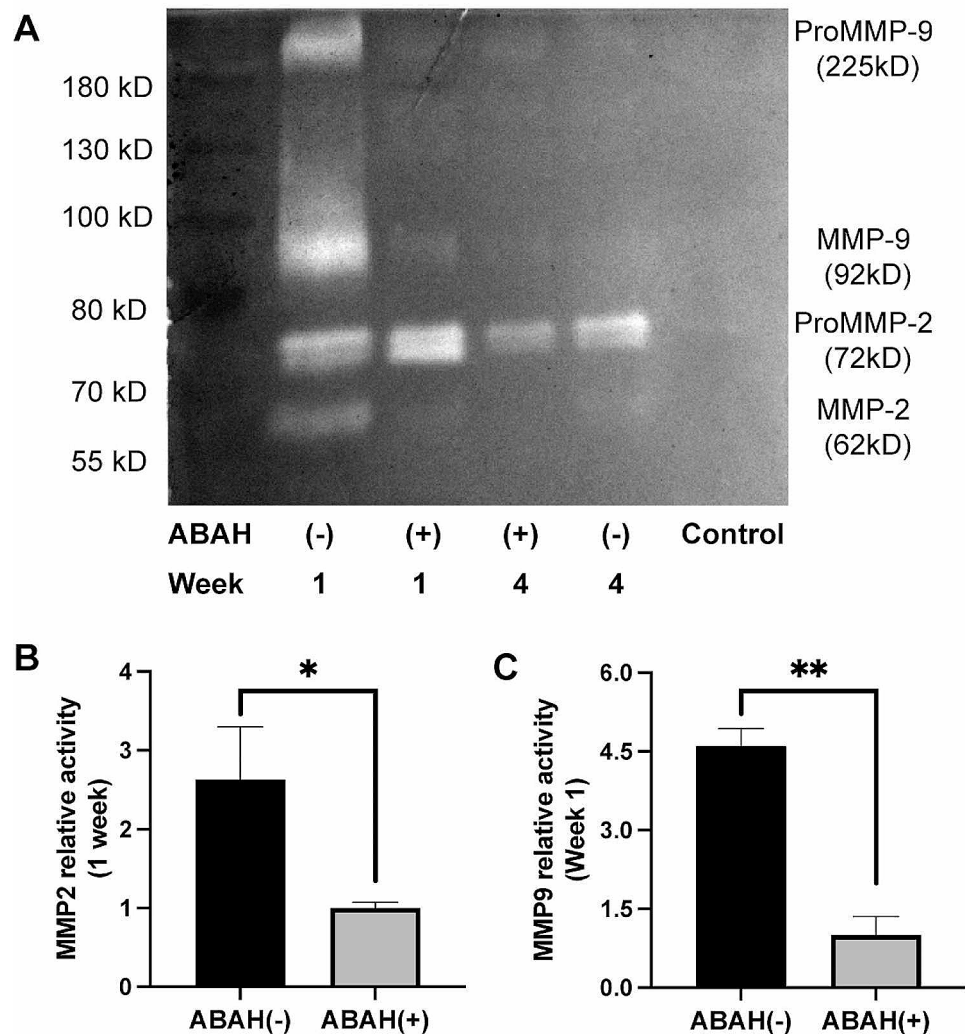 A
ProMMP-9
(225kD)
180 kD
130 kD
100 kD
MMP-9
(92kD)
80 kD
ProMMP-2
(72kD)
70 kD
MMP-2
(62kD)
55 kD
ABAH (-) (+) (+) (-) Control
Week 1 1 4 4
B
*
MMP2 relative activity
(1 week)
4
3
2
1
0
ABAH(-) ABAH(+)
C
**
MMP9 relative activity
(Week 1)
6.0
4.5
3.0
1.5
0.0
ABAH(-) ABAH(+)